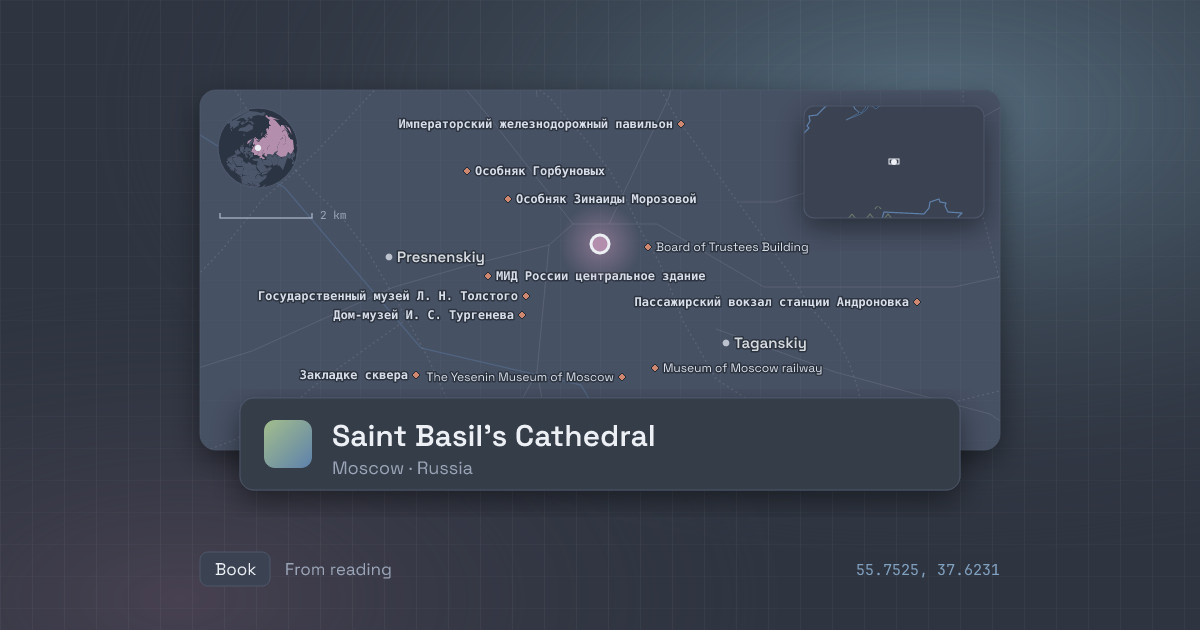 Императорский железнодорожный павильон
Особняк Горбуновых
Особняк Зинаиды Морозовой
2 km
Board of Trustees Building
Presnenskiy
МИД России центральное здание
Государственный музей Л. Н. Толстого
Пассажирский вокзал станции Андроновка
Дом-музей И. С. Тургенева
Taganskiy
Museum of Moscow railway
Закладке сквера
The Yesenin Museum of Moscow
Saint Basil's Cathedral
Moscow · Russia
Book
From reading
55.7525, 37.6231